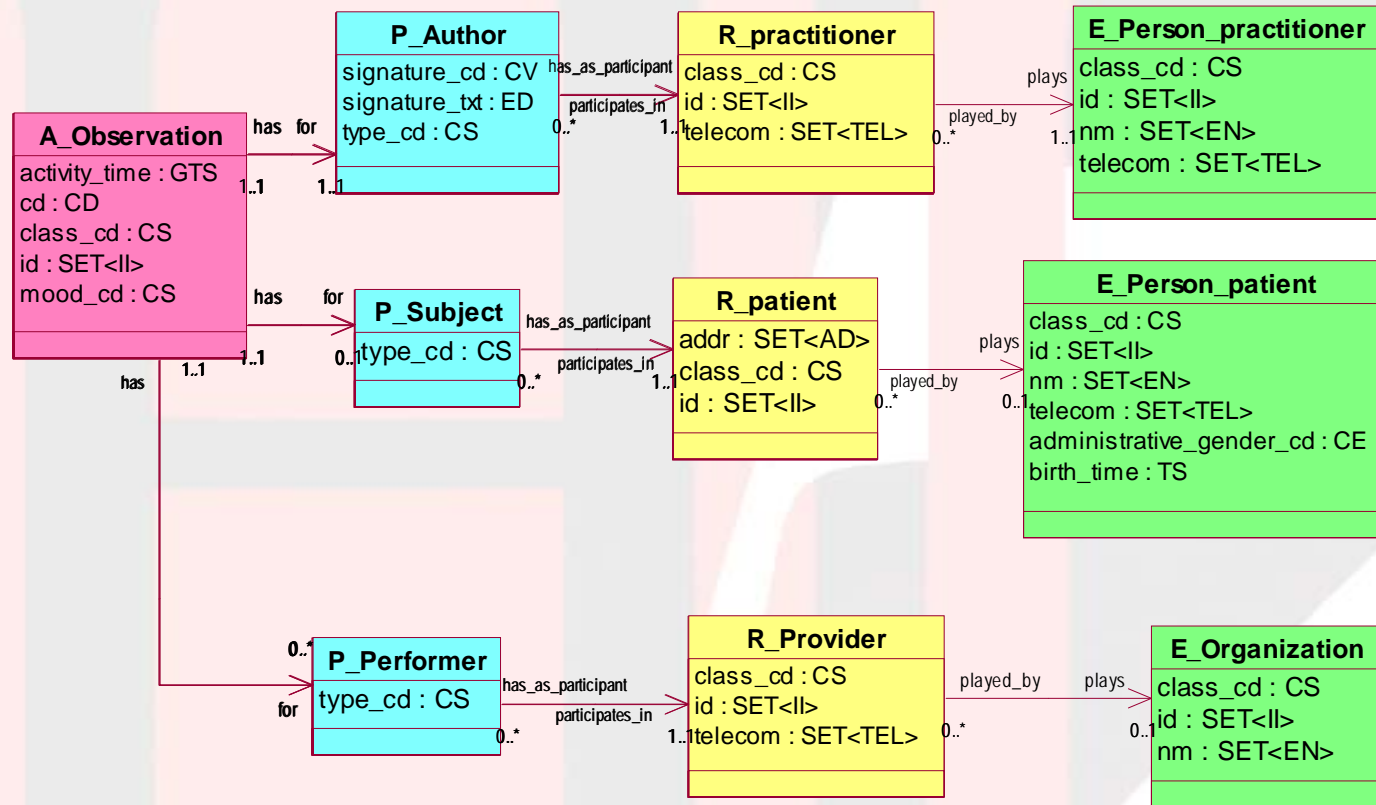 P_Author
signature_cd : CV
signature_txt : ED
type_cd : CS
has_as_participant
participates_in
0..*
1..1
R_practitioner
class_cd : CS
id : SET<II>
telecom : SET<TEL>
plays
played_by
0..*
1..1
E_Person_practitioner
class_cd : CS
id : SET<II>
nm : SET<EN>
telecom : SET<TEL>
A_Observation
activity_time : GTS
cd : CD
class_cd : CS
id : SET<II>
mood_cd : CS
has for
1..1
1..1
has for
1..1
0..1
P_Subject
type_cd : CS
has_as_participant
participates_in
0..*
1..1
R_patient
addr : SET<AD>
class_cd : CS
id : SET<II>
plays
played_by
0..*
0..1
E_Person_patient
class_cd : CS
id : SET<II>
nm : SET<EN>
telecom : SET<TEL>
administrative_gender_cd : CE
birth_time : TS
1..1
has
0..*
for
P_Performer
type_cd : CS
has_as_participant
participates_in
0..*
1..1
R_Provider
class_cd : CS
id : SET<II>
telecom : SET<TEL>
played_by
plays
0..*
0..1
E_Organization
class_cd : CS
id : SET<II>
nm : SET<EN>